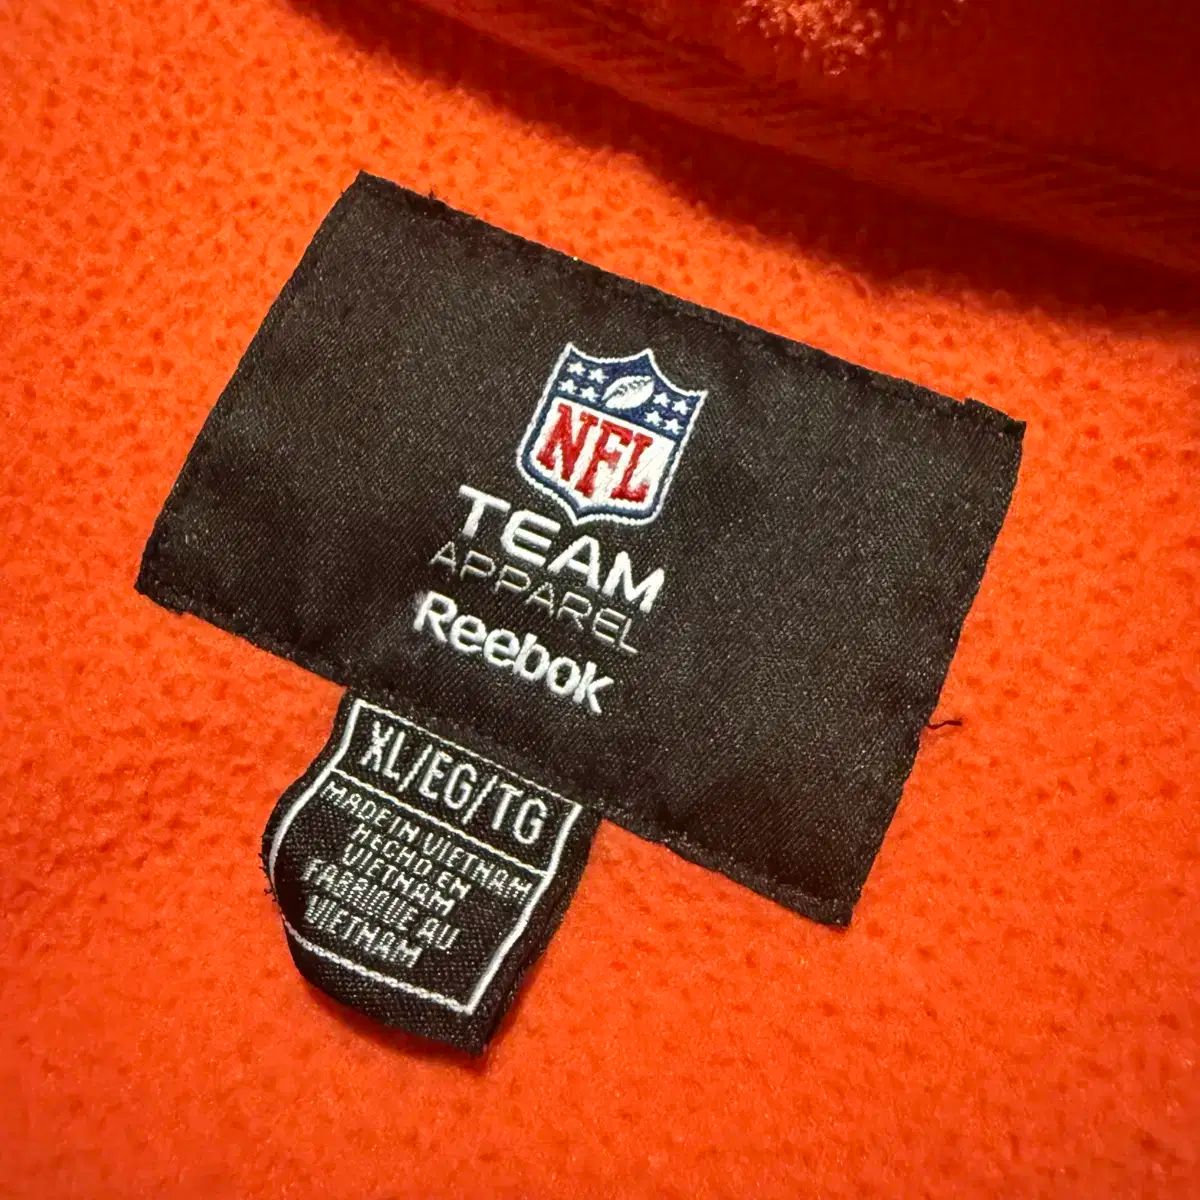 NFL
TEAM
APPAREL
Reebok
XL/EG/TG
MADE IN VIETNAM
HECHO EN
VIETNAM
FABRIQUE AU
VIETNAM